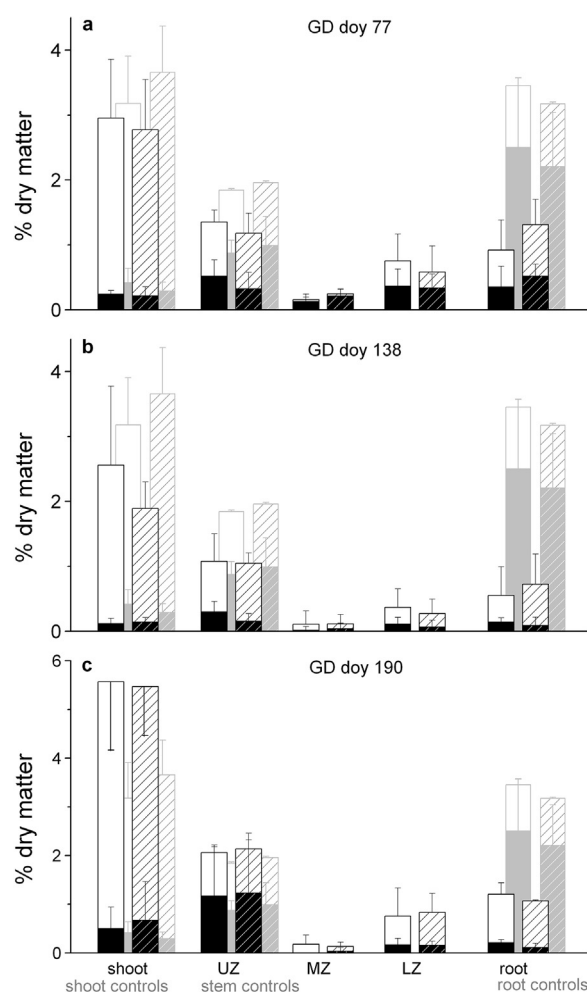 a
GD doy 77
4
2
0
% dry matter
b
GD doy 138
4
2
0
% dry matter
c
GD doy 190
6
4
2
0
% dry matter
shoot UZ MZ LZ root
shoot controls stem controls root controls